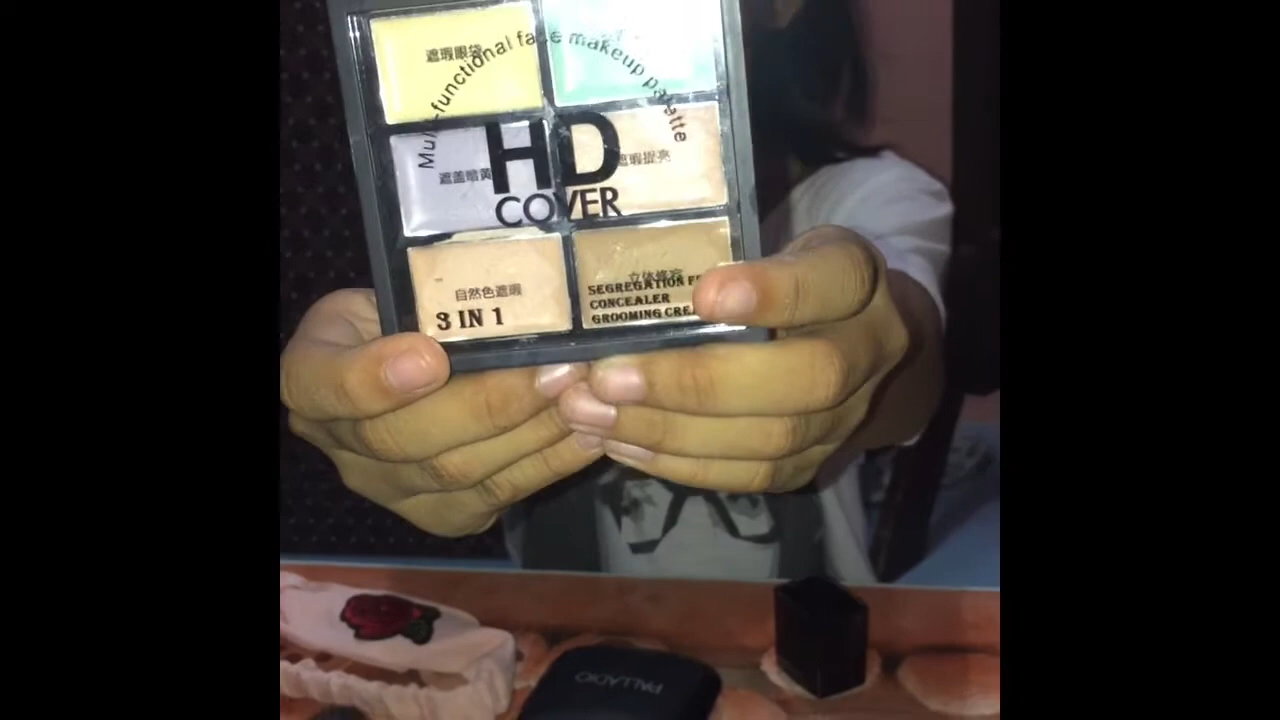 Multi-functional face makeup palette
遮瑕眼袋
HD
COVER
遮盖暗黄
遮瑕提亮
自然色遮瑕
3 IN 1
立体修容
SEGREGATION
CONCEALER
GROOMING
PALLADIO